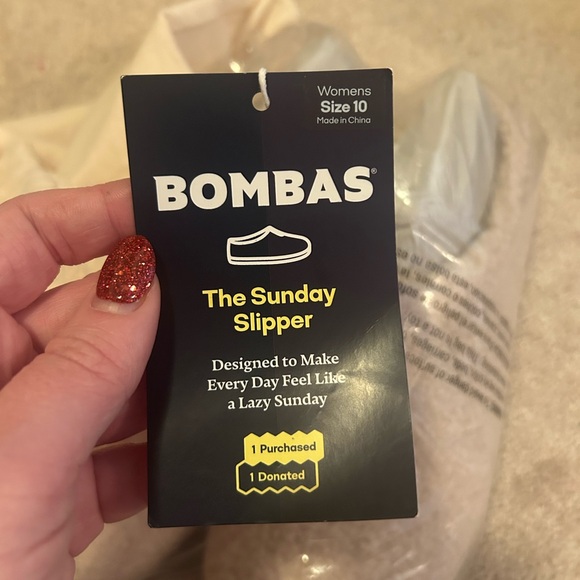 Womens
Size 10
Made in China
BOMBAS®
The Sunday
Slipper
Designed to Make
Every Day Feel Like
a Lazy Sunday
1 Purchased
1 Donated